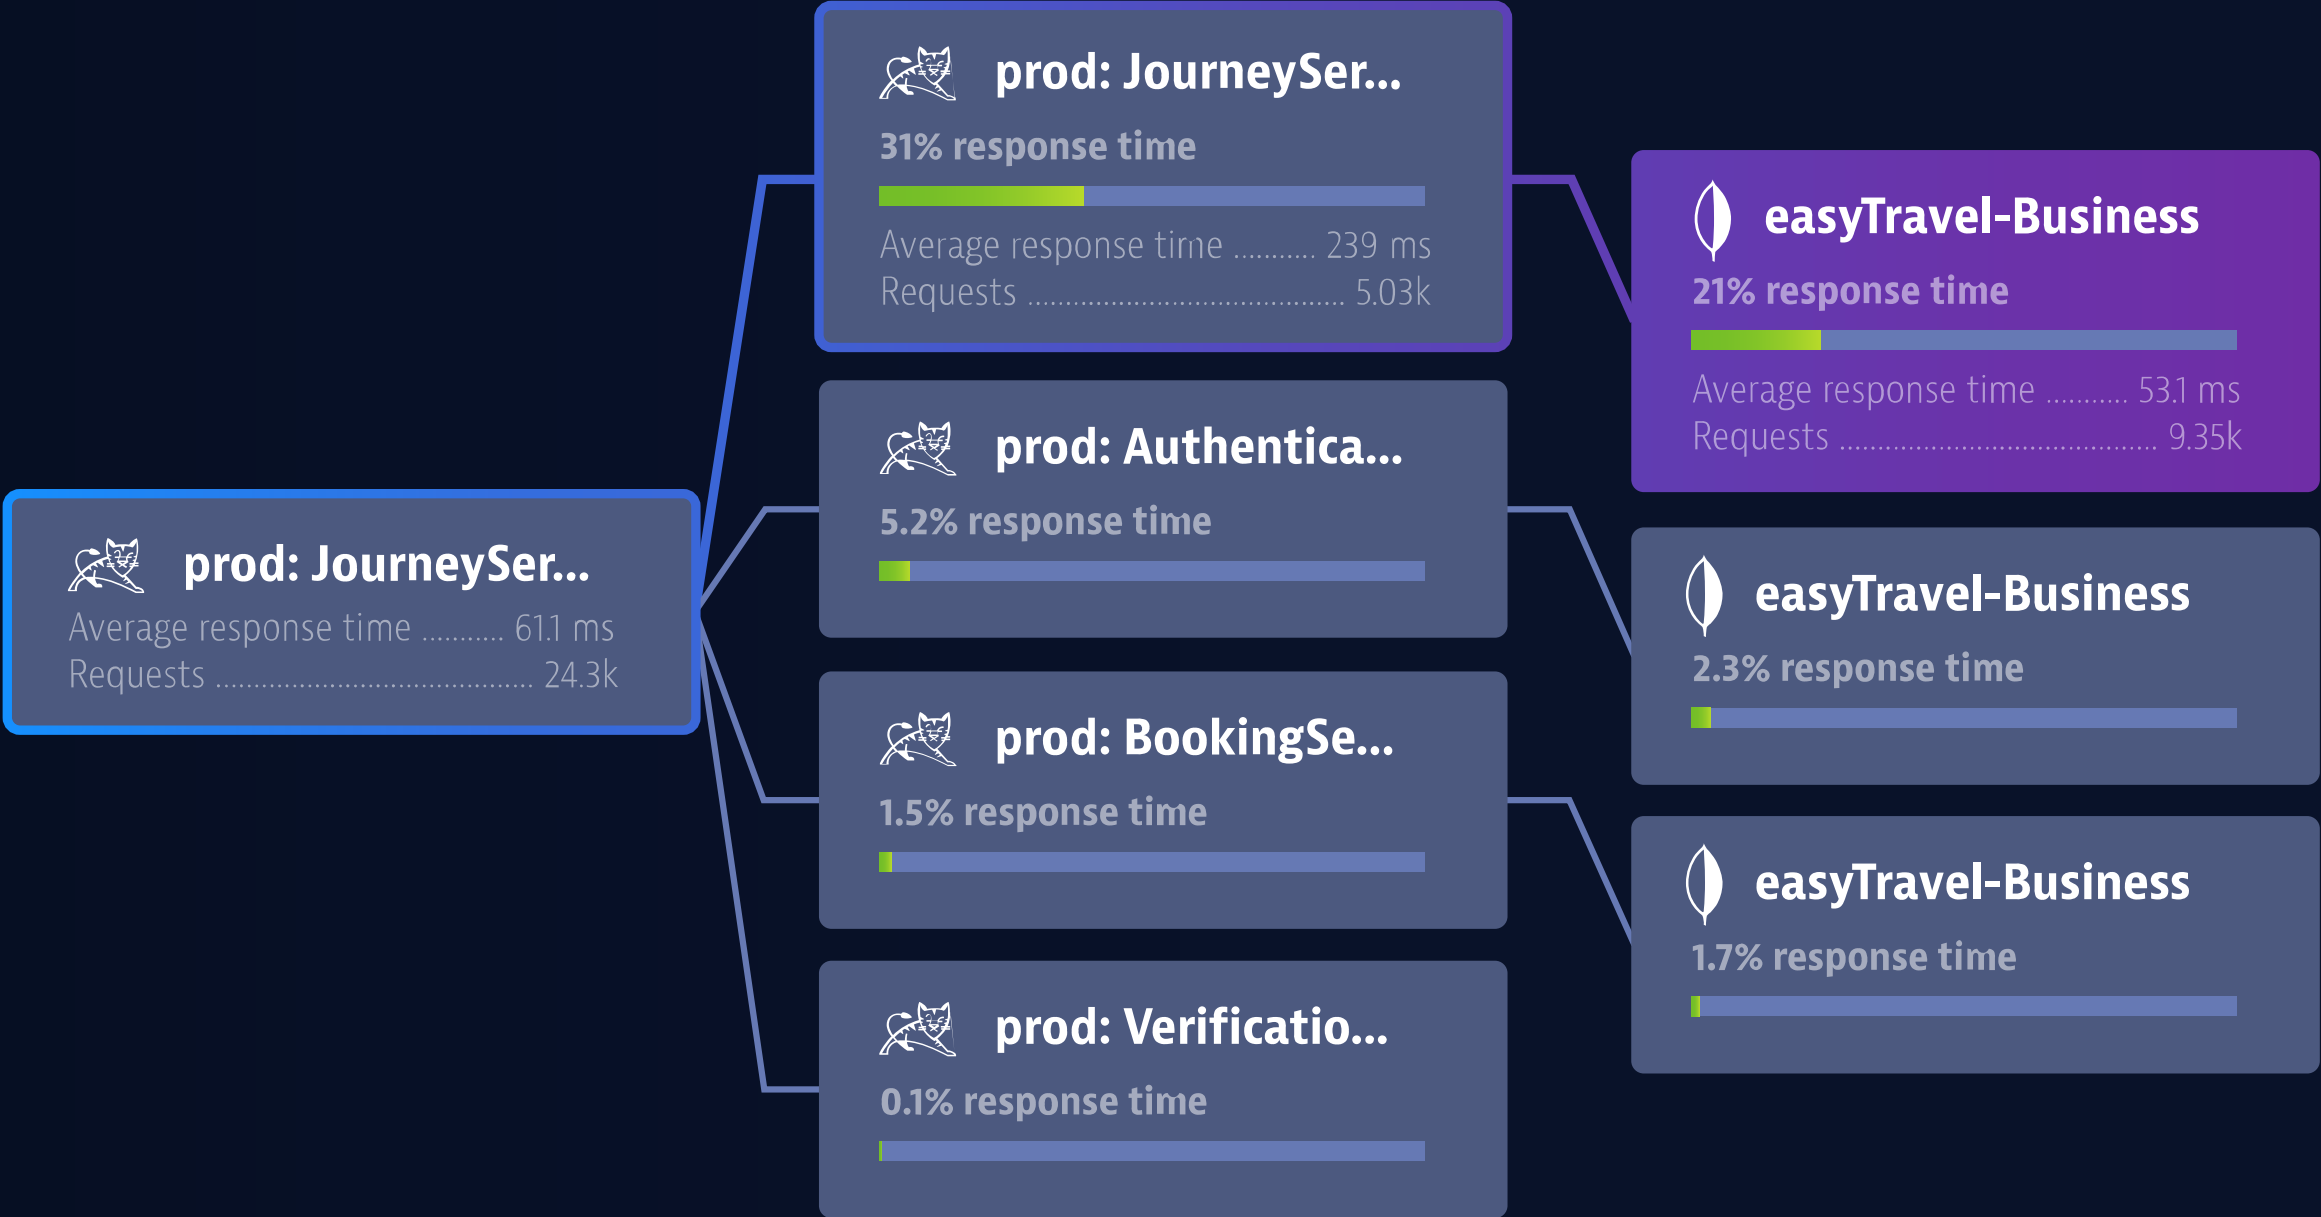 prod: JourneySer...
Average response time ........... 61.1 ms
Requests .......................................... 24.3k
prod: JourneySer...
31% response time
Average response time ........... 239 ms
Requests .......................................... 5.03k
prod: Authentica...
5.2% response time
prod: BookingSe...
1.5% response time
prod: Verificatio...
0.1% response time
easyTravel-Business
21% response time
Average response time ........... 53.1 ms
Requests .......................................... 9.35k
easyTravel-Business
2.3% response time
easyTravel-Business
1.7% response time